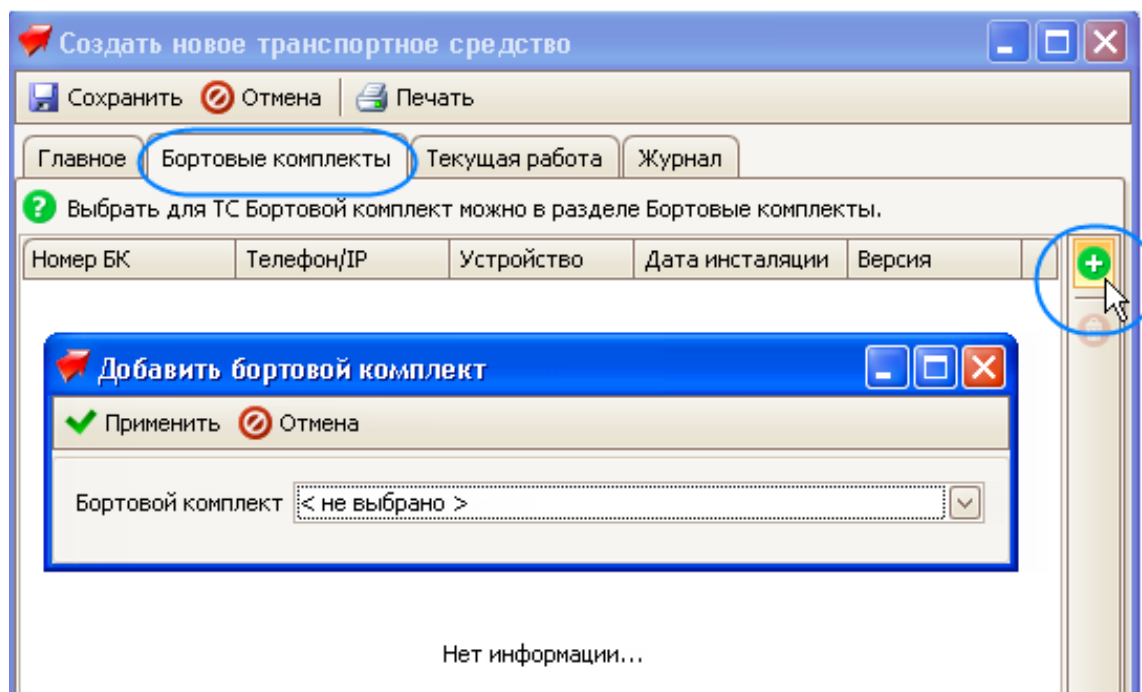 Создать новое транспортное средство
Сохранить Отмена Печать
Главное Бортовые комплекты Текущая работа Журнал
Выбрать для ТС Бортовой комплект можно в разделе Бортовые комплекты.
Номер БК Телефон/IP Устройство Дата инсталяции Версия
Добавить бортовой комплект
Применить Отмена
Бортовой комплект < не выбрано >
Нет информации...